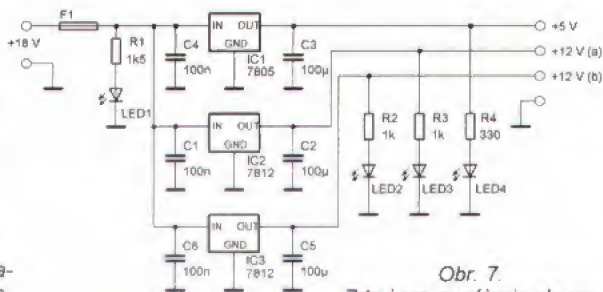 F1
+18 V
R1
1k5
LED1
C4
100n
IN OUT
GND
IC1
7805
C3
100µ
+5 V
+12 V (a)
+12 V (b)
C1
100n
IN OUT
GND
IC2
7812
C2
100µ
R2
1k
R3
1k
R4
330
LED2
LED3
LED4
C6
100n
IN OUT
GND
IC3
7812
C5
100µ
a-
Obr. 7.